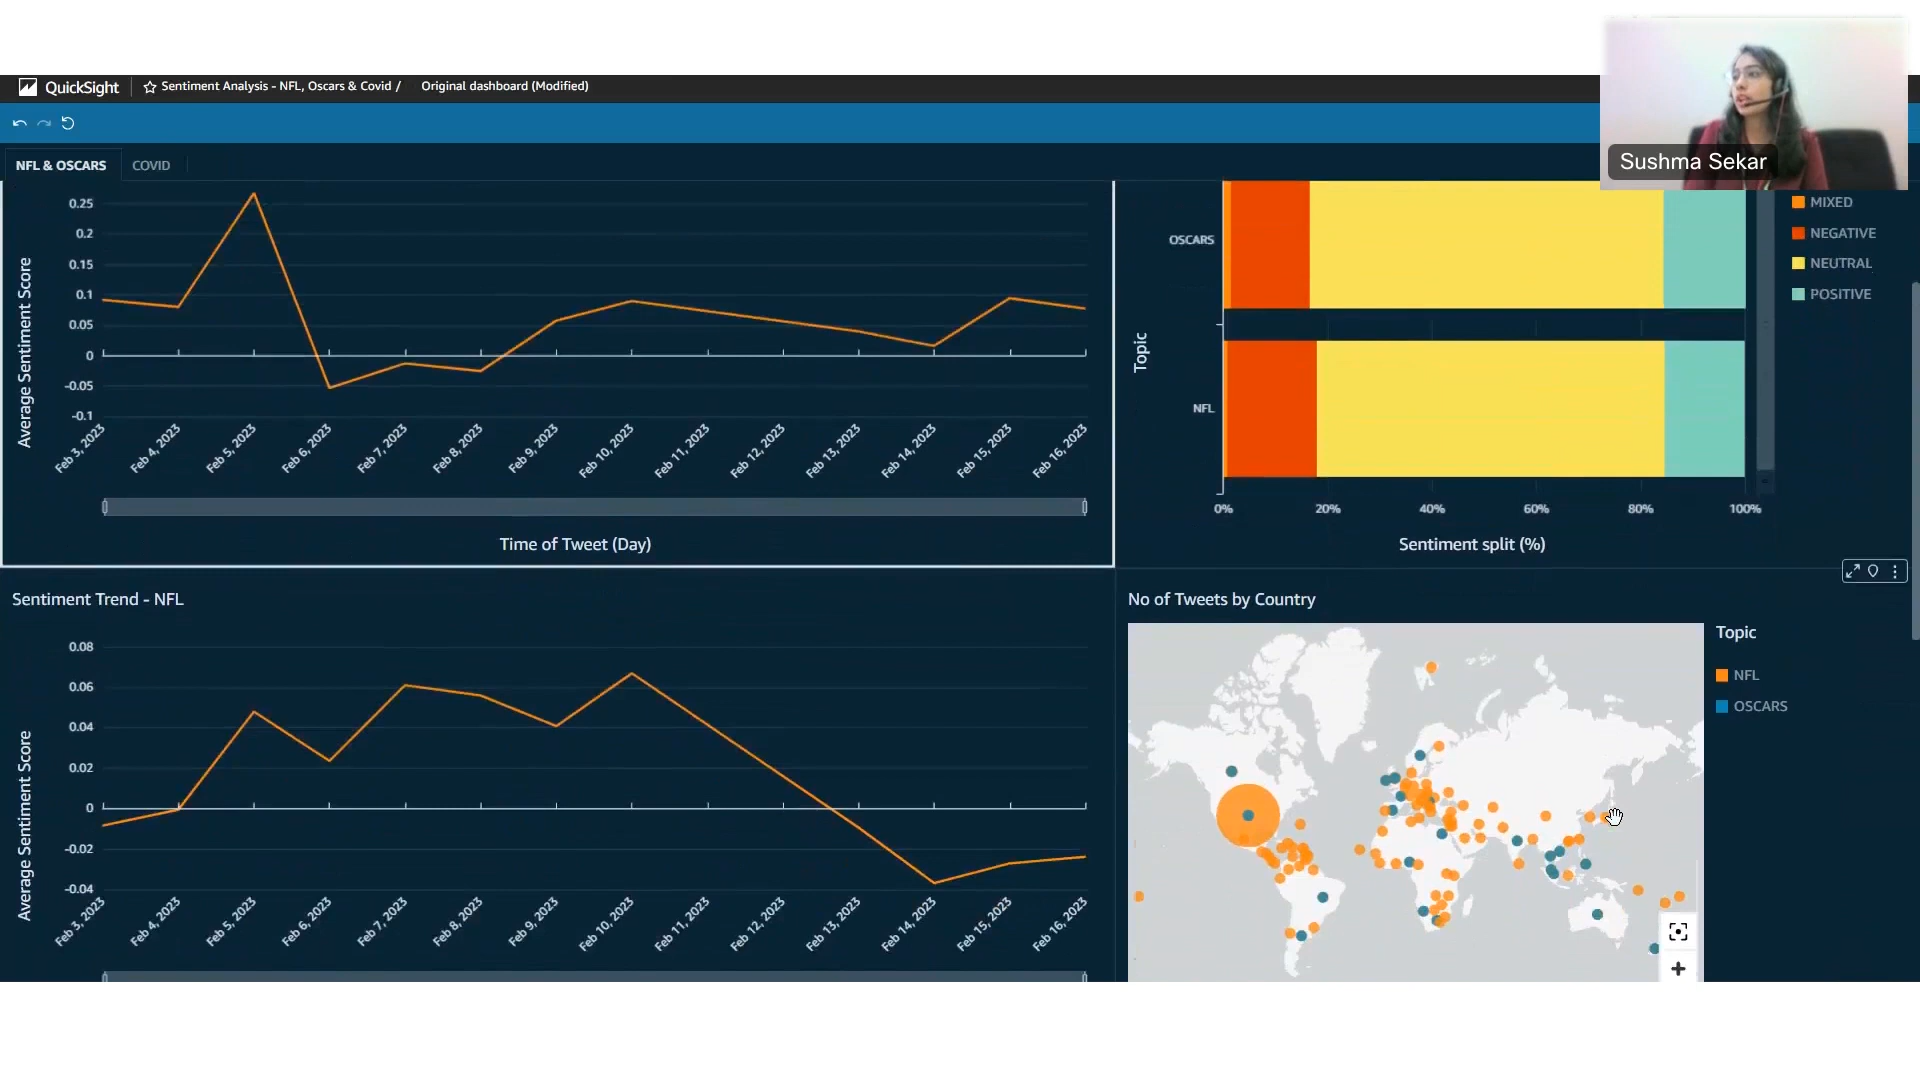 QuickSight
Sentiment Analysis - NFL, Oscars & Covid /
Original dashboard (Modified)
Sushma Sekar
NFL & OSCARS
COVID
Average Sentiment Score
0.25
0.2
0.15
0.1
0.05
0
-0.05
-0.1
Feb 3, 2023
Feb 4, 2023
Feb 5, 2023
Feb 6, 2023
Feb 7, 2023
Feb 8, 2023
Feb 9, 2023
Feb 10, 2023
Feb 11, 2023
Feb 12, 2023
Feb 13, 2023
Feb 14, 2023
Feb 15, 2023
Feb 16, 2023
Time of Tweet (Day)
Topic
OSCARS
NFL
0%
20%
40%
60%
80%
100%
Sentiment split (%)
MIXED
NEGATIVE
NEUTRAL
POSITIVE
Sentiment Trend - NFL
Average Sentiment Score
0.08
0.06
0.04
0.02
0
-0.02
-0.04
Feb 3, 2023
Feb 4, 2023
Feb 5, 2023
Feb 6, 2023
Feb 7, 2023
Feb 8, 2023
Feb 9, 2023
Feb 10, 2023
Feb 11, 2023
Feb 12, 2023
Feb 13, 2023
Feb 14, 2023
Feb 15, 2023
Feb 16, 2023
No of Tweets by Country
Topic
NFL
OSCARS